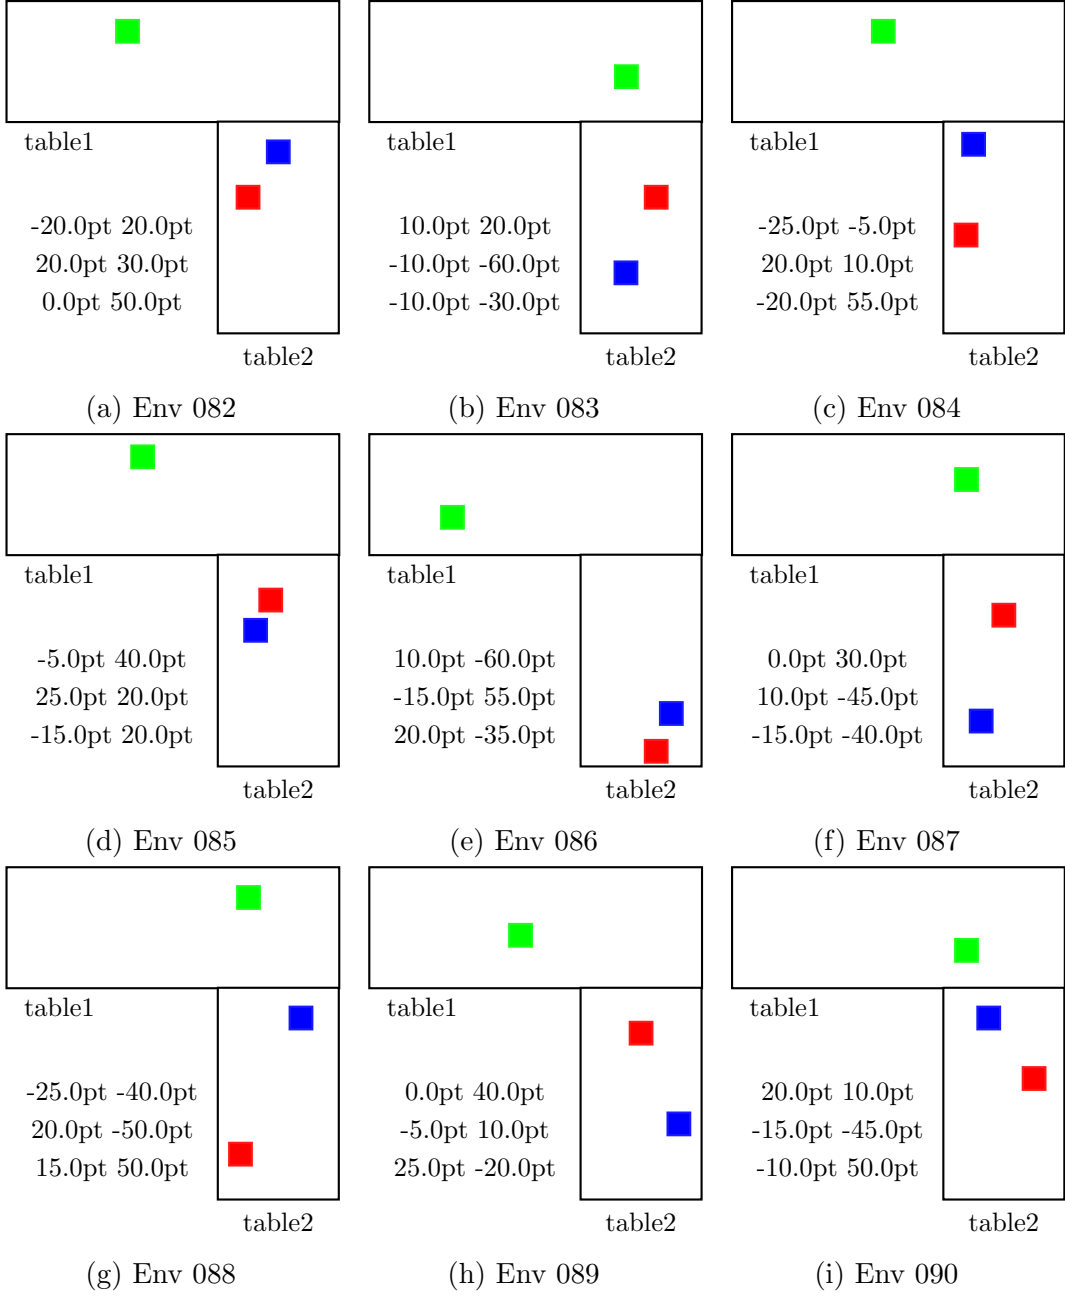 table1
-20.0pt 20.0pt
20.0pt 30.0pt
0.0pt 50.0pt
table2
(a) Env 082
table1
10.0pt 20.0pt
-10.0pt -60.0pt
-10.0pt -30.0pt
table2
(b) Env 083
table1
-25.0pt -5.0pt
20.0pt 10.0pt
-20.0pt 55.0pt
table2
(c) Env 084
table1
-5.0pt 40.0pt
25.0pt 20.0pt
-15.0pt 20.0pt
table2
(d) Env 085
table1
10.0pt -60.0pt
-15.0pt 55.0pt
20.0pt -35.0pt
table2
(e) Env 086
table1
0.0pt 30.0pt
10.0pt -45.0pt
-15.0pt -40.0pt
table2
(f) Env 087
table1
-25.0pt -40.0pt
20.0pt -50.0pt
15.0pt 50.0pt
table2
(g) Env 088
table1
0.0pt 40.0pt
-5.0pt 10.0pt
25.0pt -20.0pt
table2
(h) Env 089
table1
20.0pt 10.0pt
-15.0pt -45.0pt
-10.0pt 50.0pt
table2
(i) Env 090